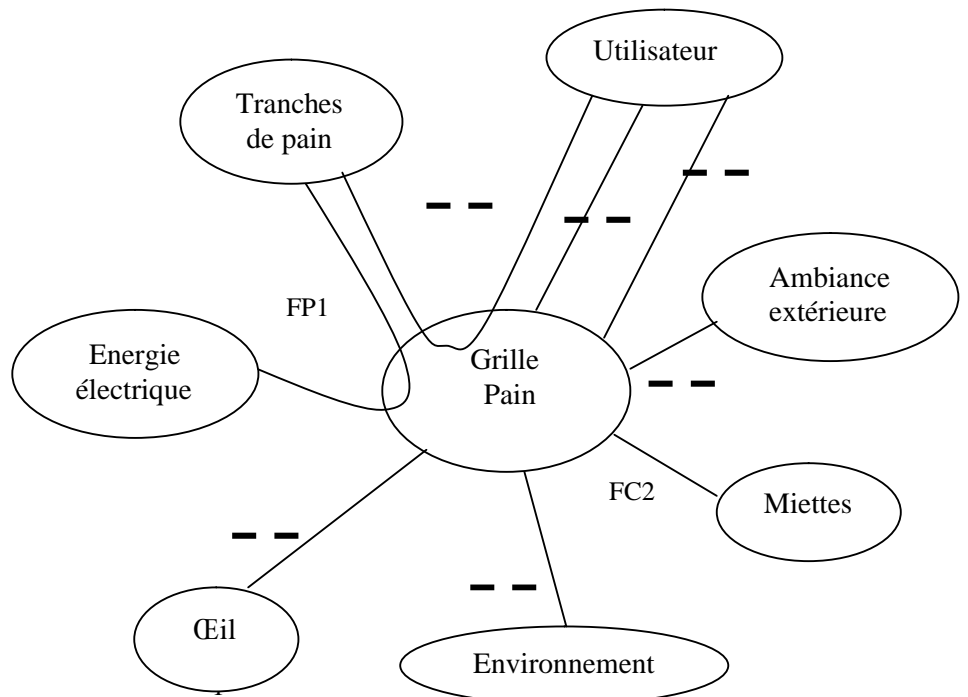 Utilisateur
Tranches
de pain
Ambiance
extérieure
FP1
Energie
électrique
Grille
Pain
FC2
Miettes
Œil
Environnement